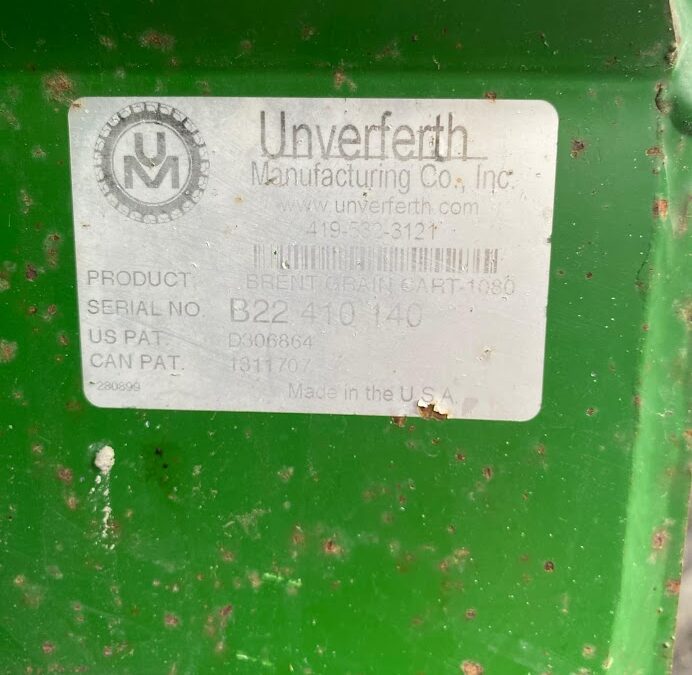 UM
Unverferth
Manufacturing Co., Inc.
www.unverferth.com
419-532-3121
PRODUCT BRENT GRAIN CART-1080
SERIAL NO. B22 410 140
US PAT. D306864
CAN PAT. 1311707
280899
Made in the U.S.A.